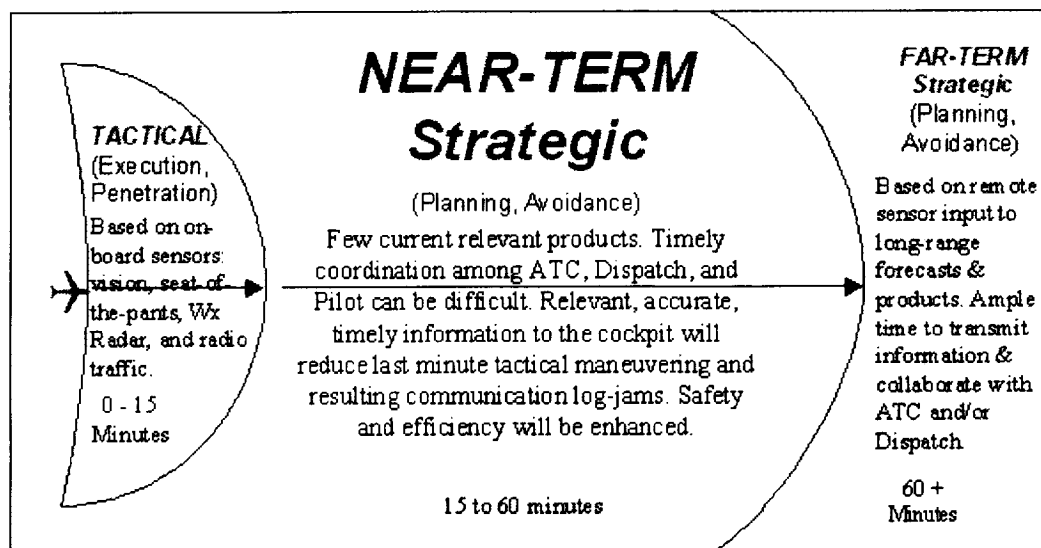 TACTICAL
(Execution,
Penetration)
Based on on-
board sensors:
vision, seat-of-
the-pants, Wx
Radar, and radio
traffic.
0 - 15
Minutes
NEAR-TERM
Strategic
(Planning, Avoidance)
Few current relevant products. Timely
coordination among ATC, Dispatch, and
Pilot can be difficult. Relevant, accurate,
timely information to the cockpit will
reduce last minute tactical maneuvering and
resulting communication log-jams. Safety
and efficiency will be enhanced.
15 to 60 minutes
FAR-TERM
Strategic
(Planning,
Avoidance)
Based on remote
sensor input to
long-range
forecasts &
products. Ample
time to transmit
information &
collaborate with
ATC and/or
Dispatch
60 +
Minutes